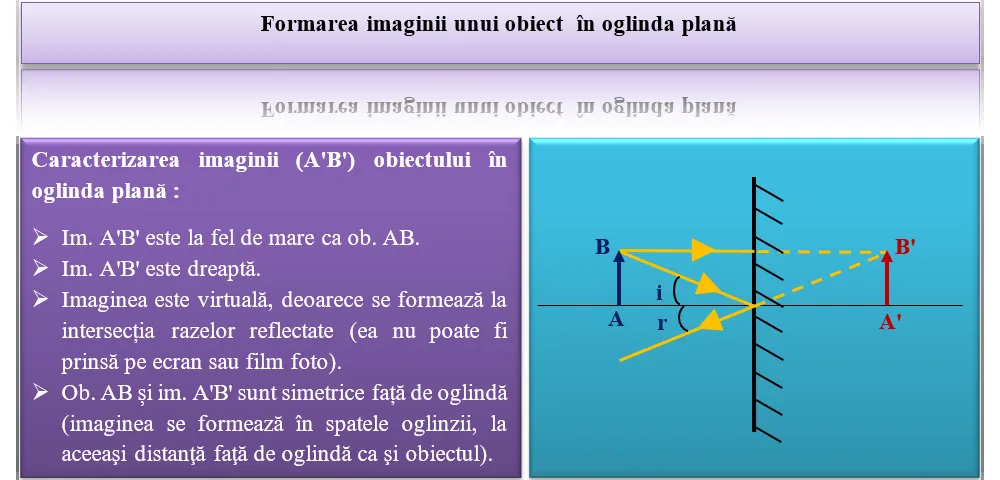 Formarea imaginii unui obiect în oglinda plană
Formarea imaginii unui obiect în oglinda plană
Caracterizarea imaginii (A'B') obiectului în
oglinda plană :
➢ Im. A'B' este la fel de mare ca ob. AB.
➢ Im. A'B' este dreaptă.
➢ Imaginea este virtuală, deoarece se formează la
intersecția razelor reflectate (ea nu poate fi
prinsă pe ecran sau film foto).
➢ Ob. AB și im. A'B' sunt simetrice față de oglindă
(imaginea se formează în spatele oglinzii, la
aceeaşi distanţă faţă de oglindă ca şi obiectul).
B B'
i
A r A'